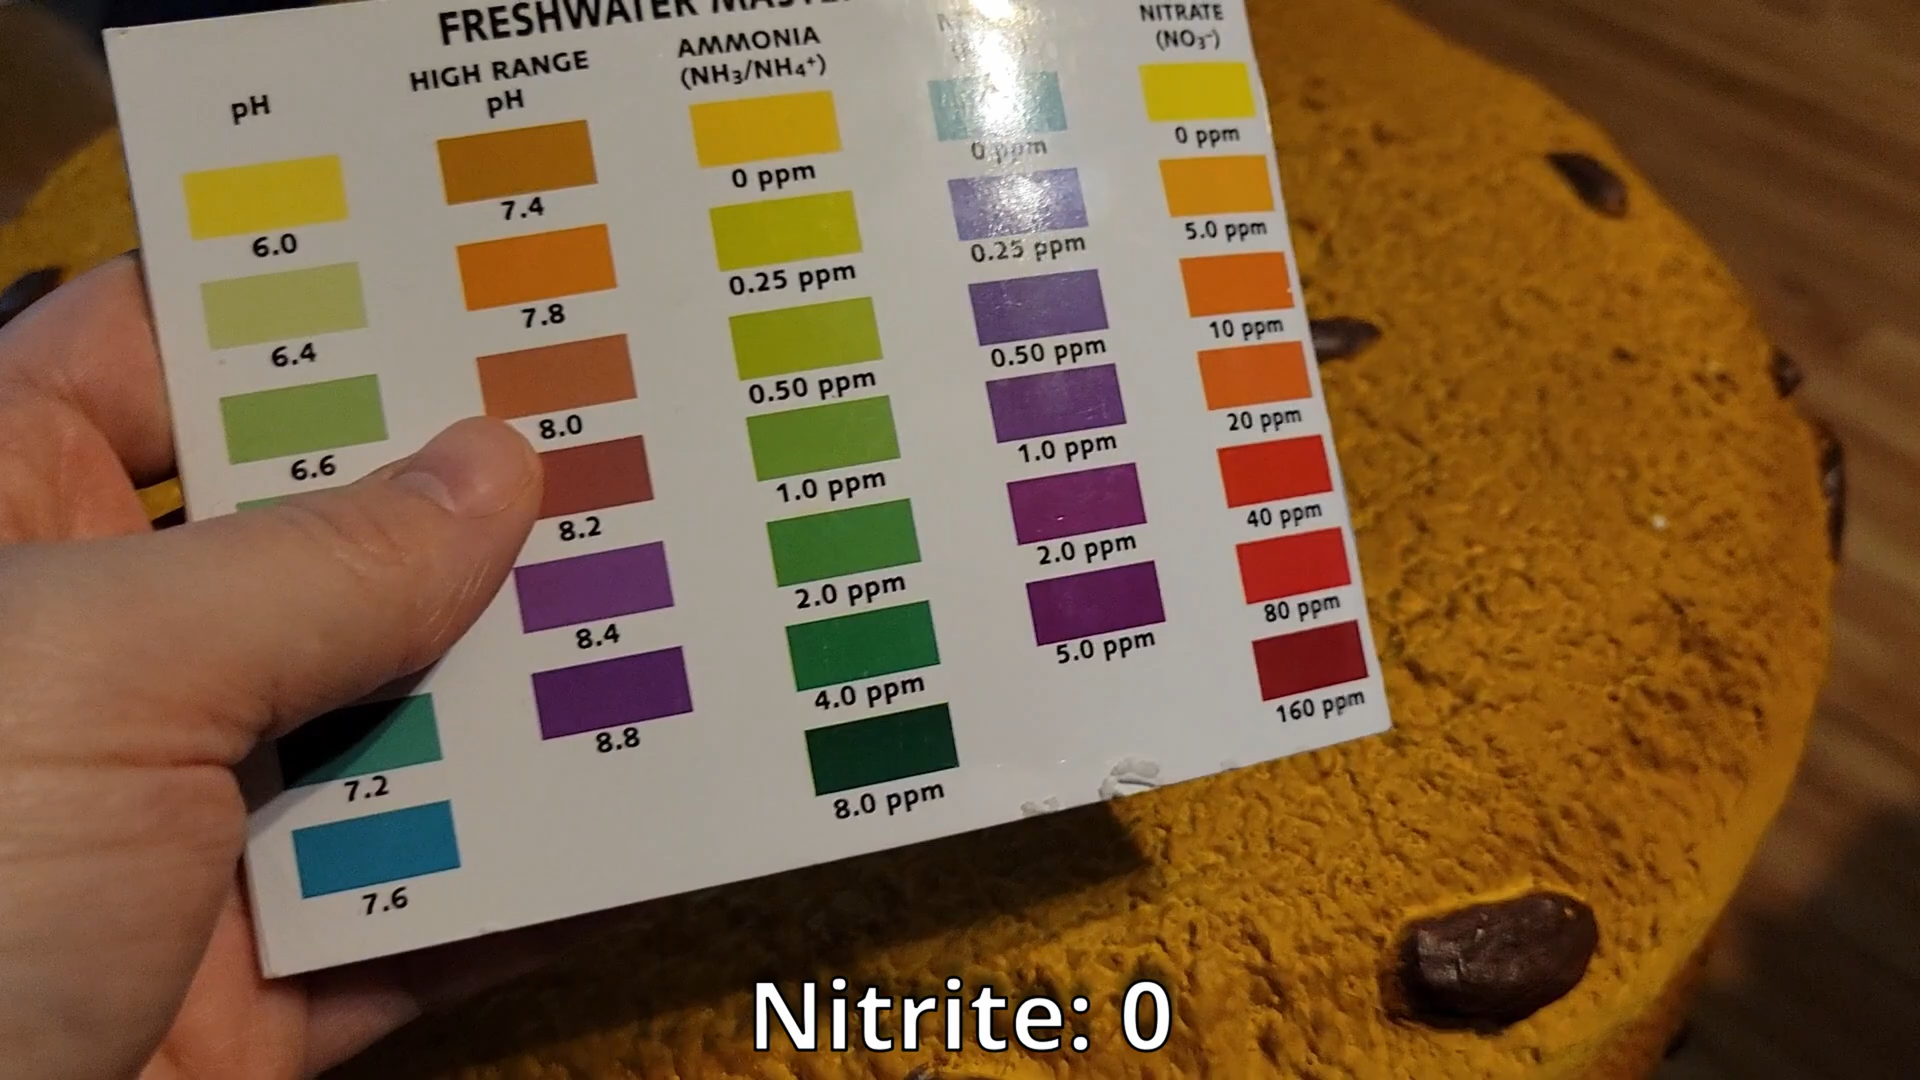 FRESHWATER
pH
6.0
6.4
6.6
7.2
7.6
HIGH RANGE
pH
7.4
7.8
8.0
8.2
8.4
8.8
AMMONIA
(NH₃/NH₄⁺)
0 ppm
0.25 ppm
0.50 ppm
1.0 ppm
2.0 ppm
4.0 ppm
8.0 ppm
0 ppm
0.25 ppm
0.50 ppm
1.0 ppm
2.0 ppm
5.0 ppm
NITRATE
(NO₃⁻)
0 ppm
5.0 ppm
10 ppm
20 ppm
40 ppm
80 ppm
160 ppm
Nitrite: 0